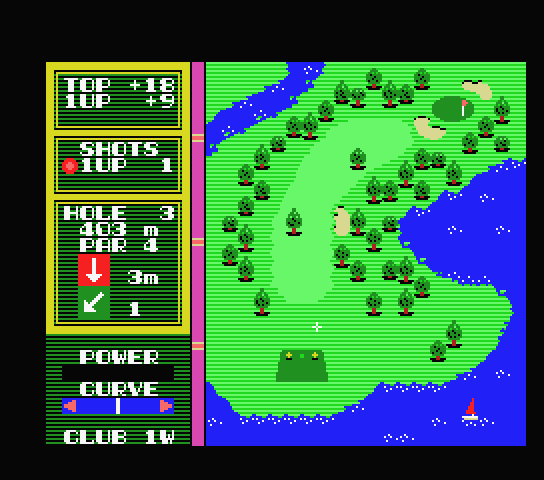 TOP +18
1UP +9
SHOTS
1UP 1
HOLE 3
403 m
PAR 4
3m
1
POWER
CURVE
CLUB 1W